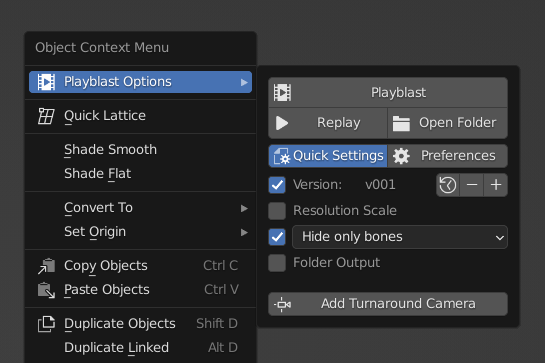 Object Context Menu
Playblast Options
Quick Lattice
Shade Smooth
Shade Flat
Convert To
Set Origin
Copy Objects Ctrl C
Paste Objects Ctrl V
Duplicate Objects Shift D
Duplicate Linked Alt D
Playblast
Replay Open Folder
Quick Settings Preferences
Version: v001
Resolution Scale
Hide only bones
Folder Output
Add Turnaround Camera